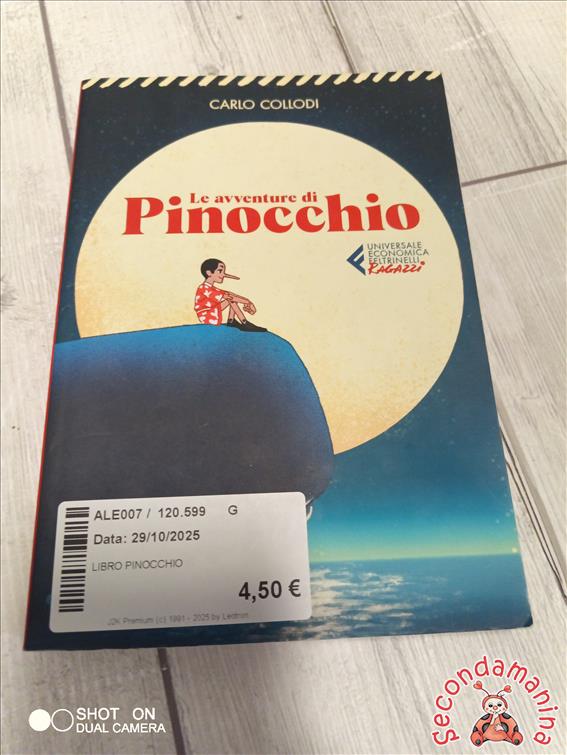 CARLO COLLODI
Le avventure di
Pinocchio
UNIVERSALE
ECONOMICA
FELTRINELLI
RAGAZZI
ALE007 / 120.599 G
Data: 29/10/2025
LIBRO PINOCCHIO
4,50 €
J2K Premium (c) 1991 - 2025 by Ledtron
SHOT ON
DUAL CAMERA
Secondamanina